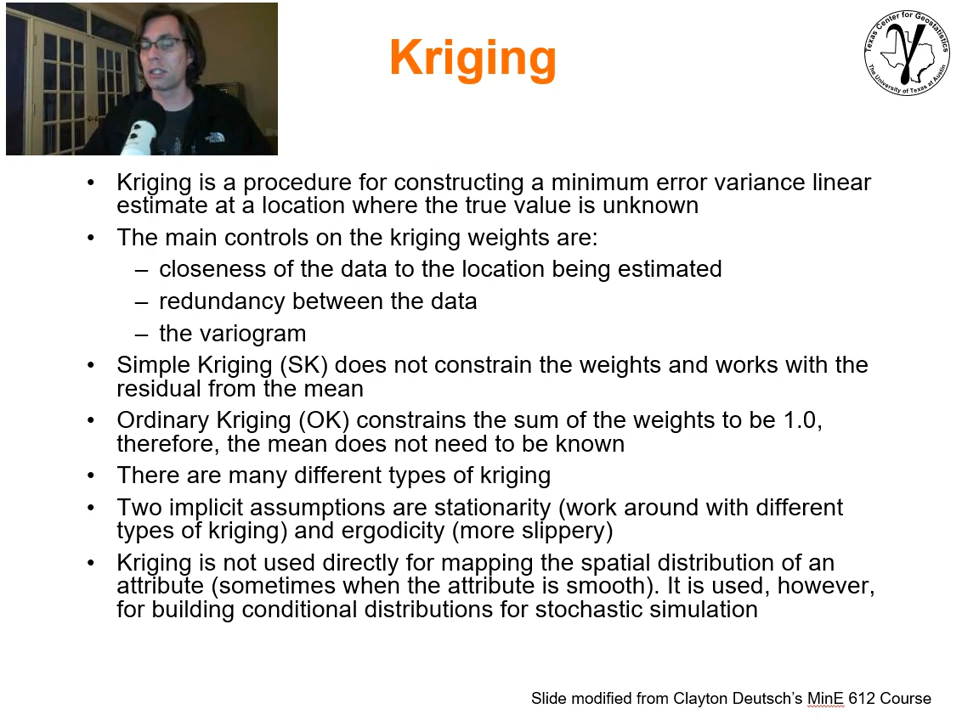 Kriging
Texas Center for Geostatistics
The University of Texas at Austin
THE NORTH FACE
• Kriging is a procedure for constructing a minimum error variance linear
estimate at a location where the true value is unknown
• The main controls on the kriging weights are:
– closeness of the data to the location being estimated
– redundancy between the data
– the variogram
• Simple Kriging (SK) does not constrain the weights and works with the
residual from the mean
• Ordinary Kriging (OK) constrains the sum of the weights to be 1.0,
therefore, the mean does not need to be known
• There are many different types of kriging
• Two implicit assumptions are stationarity (work around with different
types of kriging) and ergodicity (more slippery)
• Kriging is not used directly for mapping the spatial distribution of an
attribute (sometimes when the attribute is smooth). It is used, however,
for building conditional distributions for stochastic simulation
Slide modified from Clayton Deutsch's MinE 612 Course